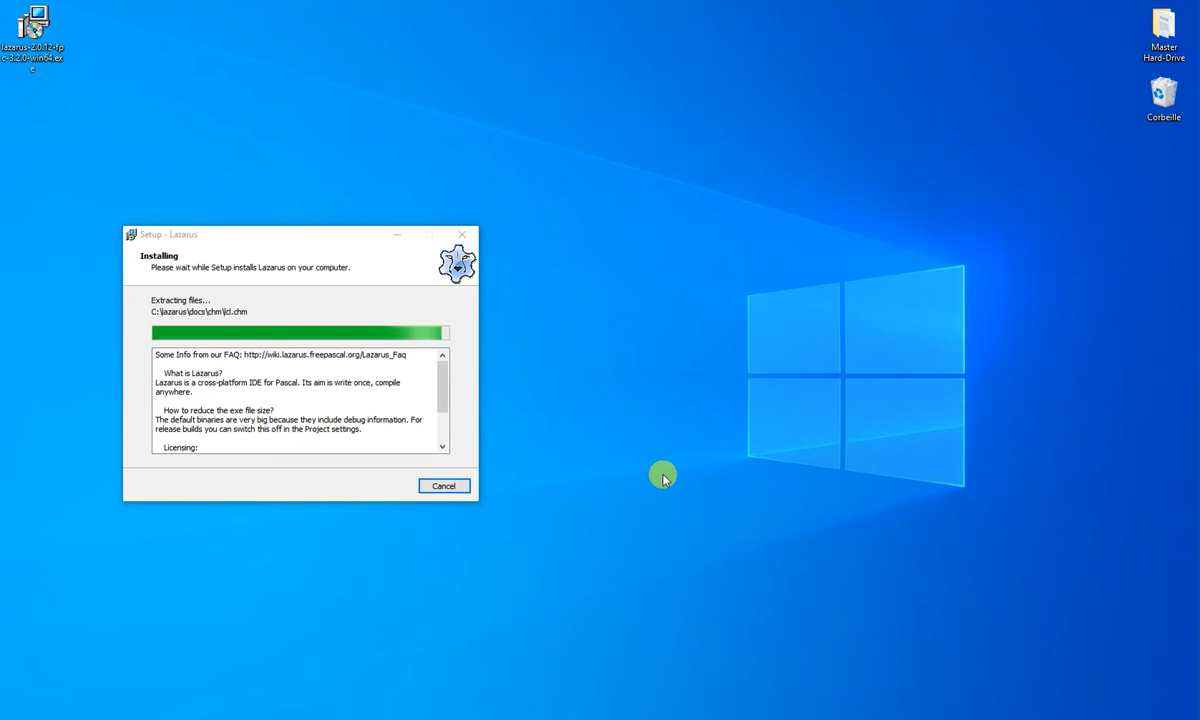 lazarus-2.0.12-fp
c-3.2.0-win64.ex
e
Master
Hard-Drive
Corbeille
Setup - Lazarus
Installing
Please wait while Setup installs Lazarus on your computer.
Extracting files...
C:\lazarus\docs\chm\lcl.chm
Some Info from our FAQ: http://wiki.lazarus.freepascal.org/Lazarus_Faq
What is Lazarus?
Lazarus is a cross-platform IDE for Pascal. Its aim is write once, compile
anywhere.
How to reduce the exe file size?
The default binaries are very big because they include debug information. For
release builds you can switch this off in the Project settings.
Licensing:
Cancel